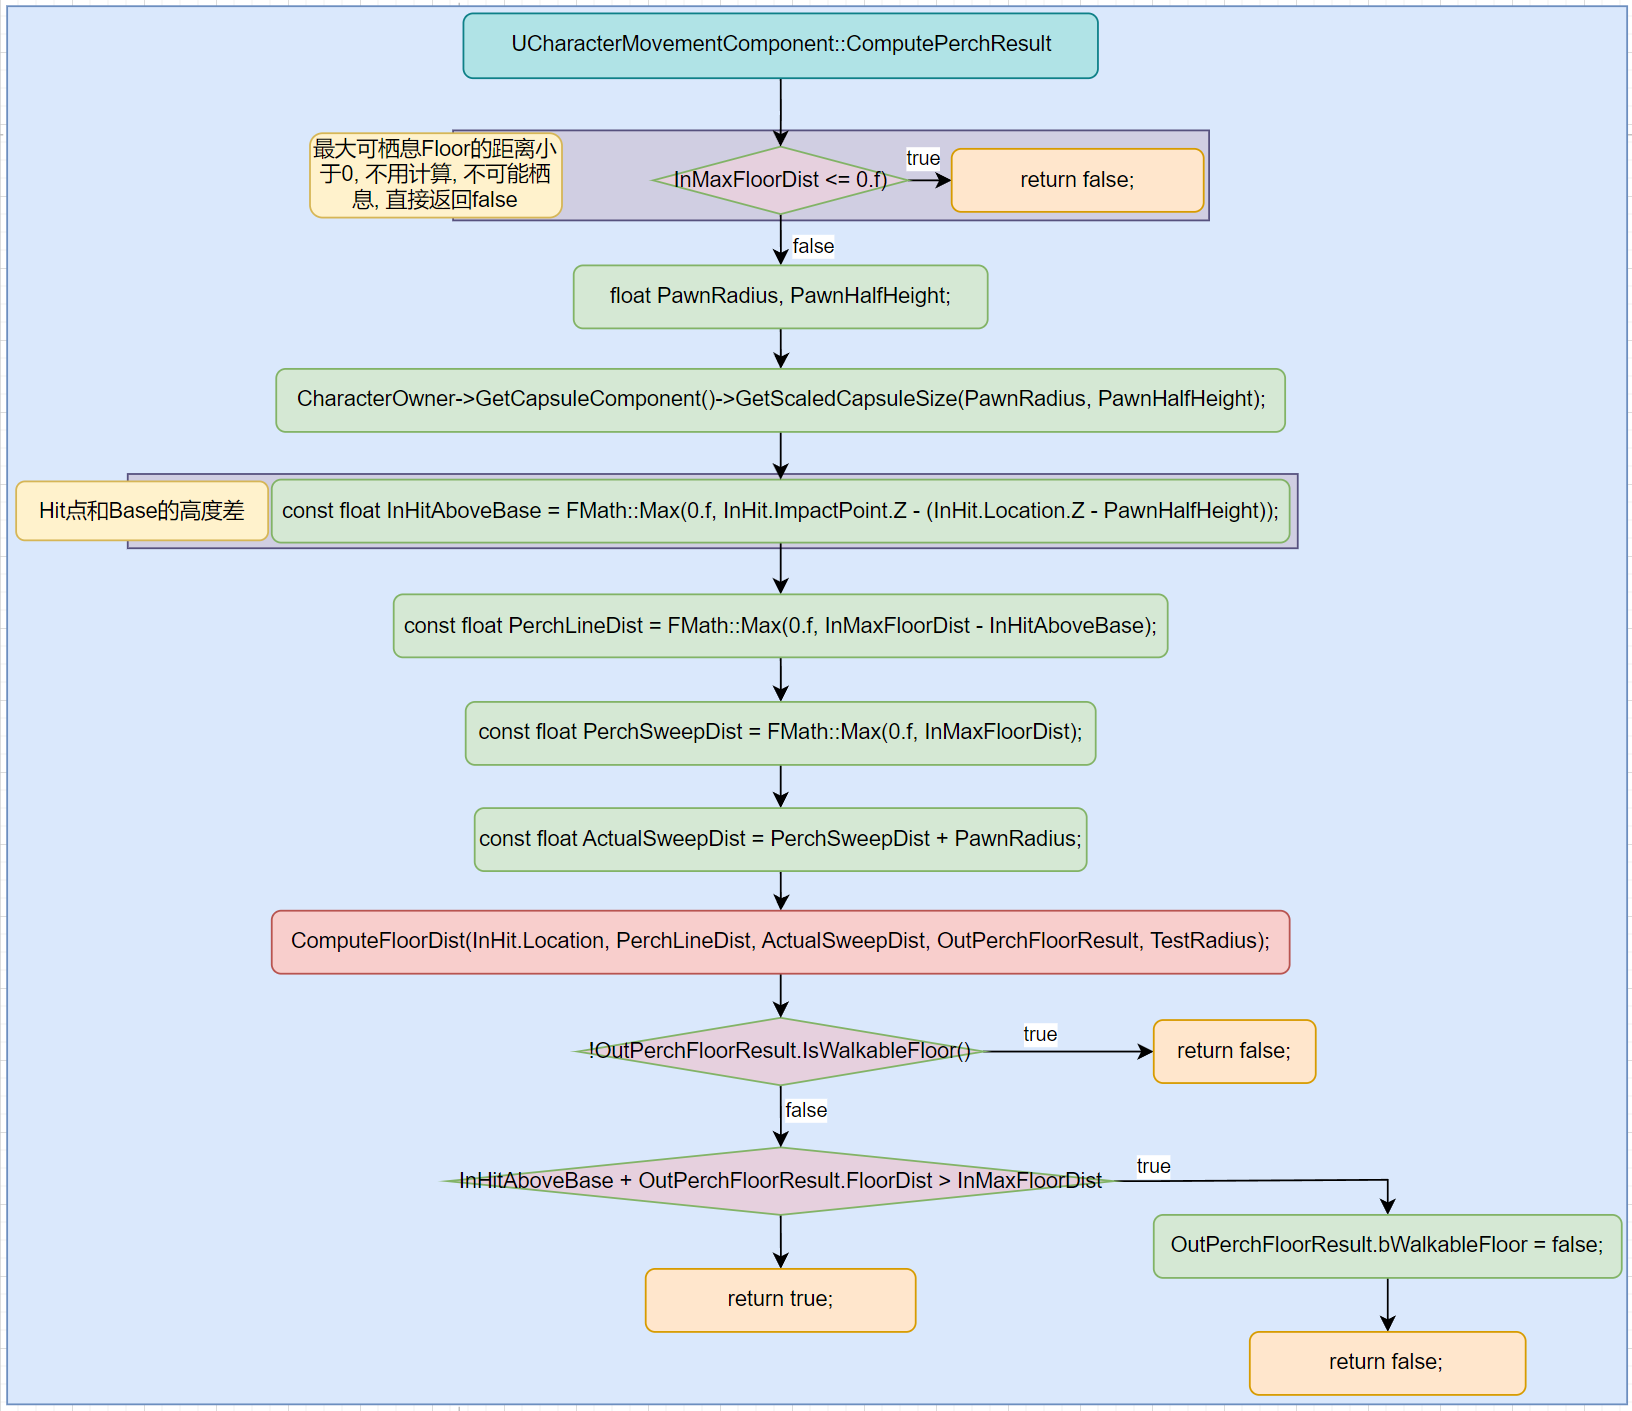 UCharacterMovementComponent::ComputePerchResult
最大可栖息Floor的距离小
于0, 不用计算, 不可能栖
息, 直接返回false
InMaxFloorDist <= 0.f)
true
return false;
false
float PawnRadius, PawnHalfHeight;
CharacterOwner->GetCapsuleComponent()->GetScaledCapsuleSize(PawnRadius, PawnHalfHeight);
Hit点和Base的高度差
const float InHitAboveBase = FMath::Max(0.f, InHit.ImpactPoint.Z - (InHit.Location.Z - PawnHalfHeight));
const float PerchLineDist = FMath::Max(0.f, InMaxFloorDist - InHitAboveBase);
const float PerchSweepDist = FMath::Max(0.f, InMaxFloorDist);
const float ActualSweepDist = PerchSweepDist + PawnRadius;
ComputeFloorDist(InHit.Location, PerchLineDist, ActualSweepDist, OutPerchFloorResult, TestRadius);
!OutPerchFloorResult.IsWalkableFloor()
true
return false;
false
InHitAboveBase + OutPerchFloorResult.FloorDist > InMaxFloorDist
true
OutPerchFloorResult.bWalkableFloor = false;
return true;
return false;